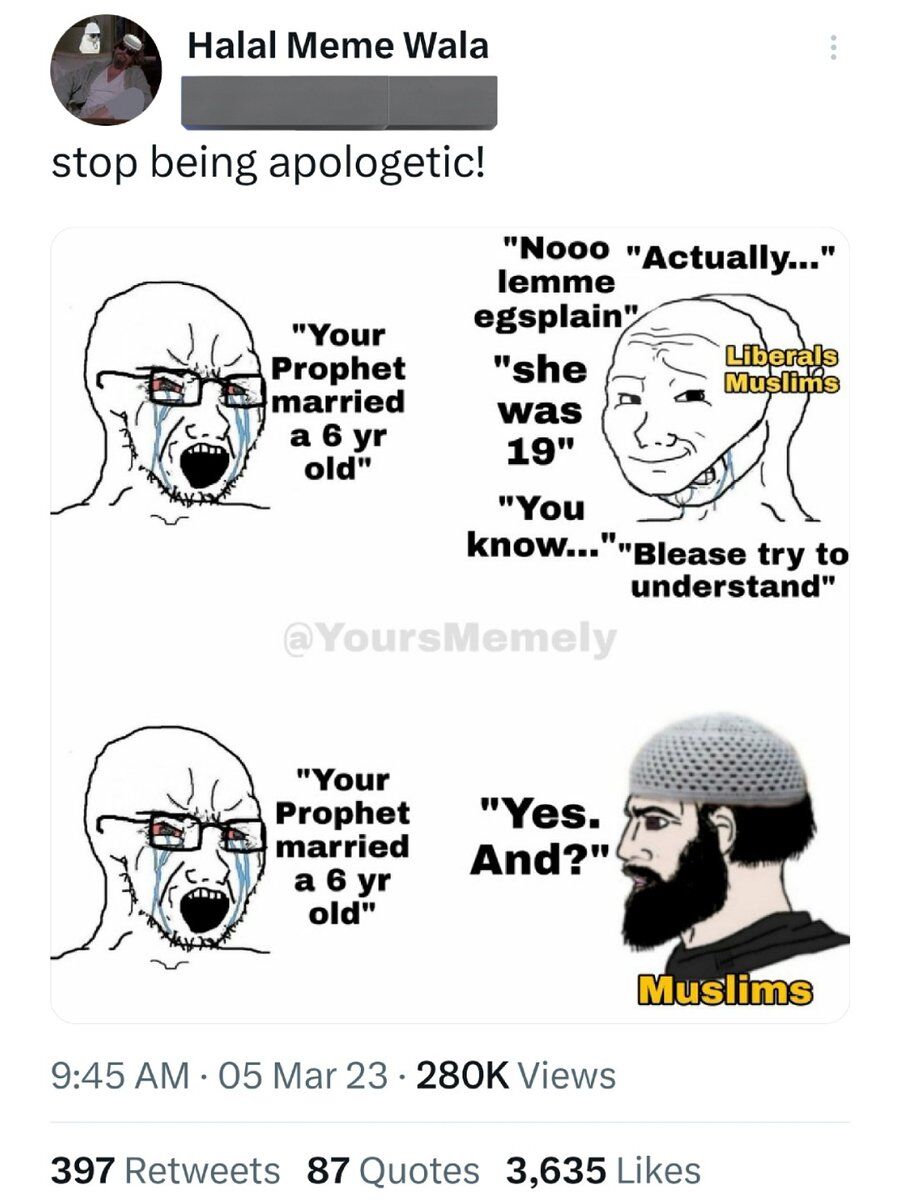 Halal Meme Wala
stop being apologetic!
"Your
Prophet
married
a 6 yr
old"
"Nooo
lemme
egsplain"
"Actually..."
"she
was
19"
Liberals
Muslims
"You
know..."
"Blease try to
understand"
@YoursMemely
"Your
Prophet
married
a 6 yr
old"
"Yes.
And?"
Muslims
9:45 AM · 05 Mar 23 · 280K Views
397 Retweets 87 Quotes 3,635 Likes